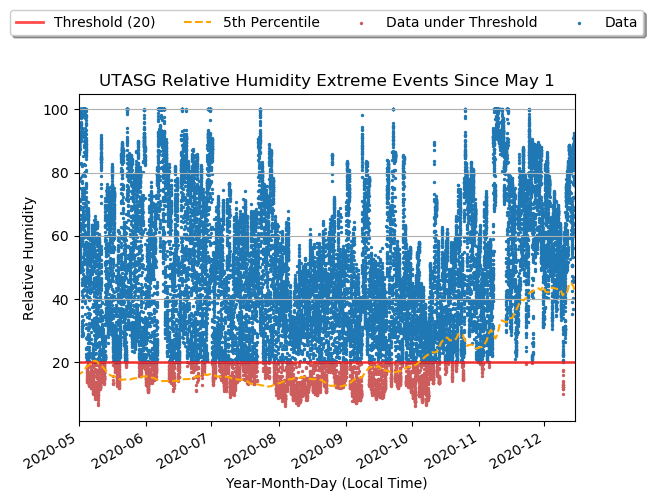 Threshold (20) 5th Percentile Data under Threshold Data
UTASG Relative Humidity Extreme Events Since May 1
100
80
60
40
20
Relative Humidity
2020-05 2020-06 2020-07 2020-08 2020-09 2020-10 2020-11 2020-12
Year-Month-Day (Local Time)